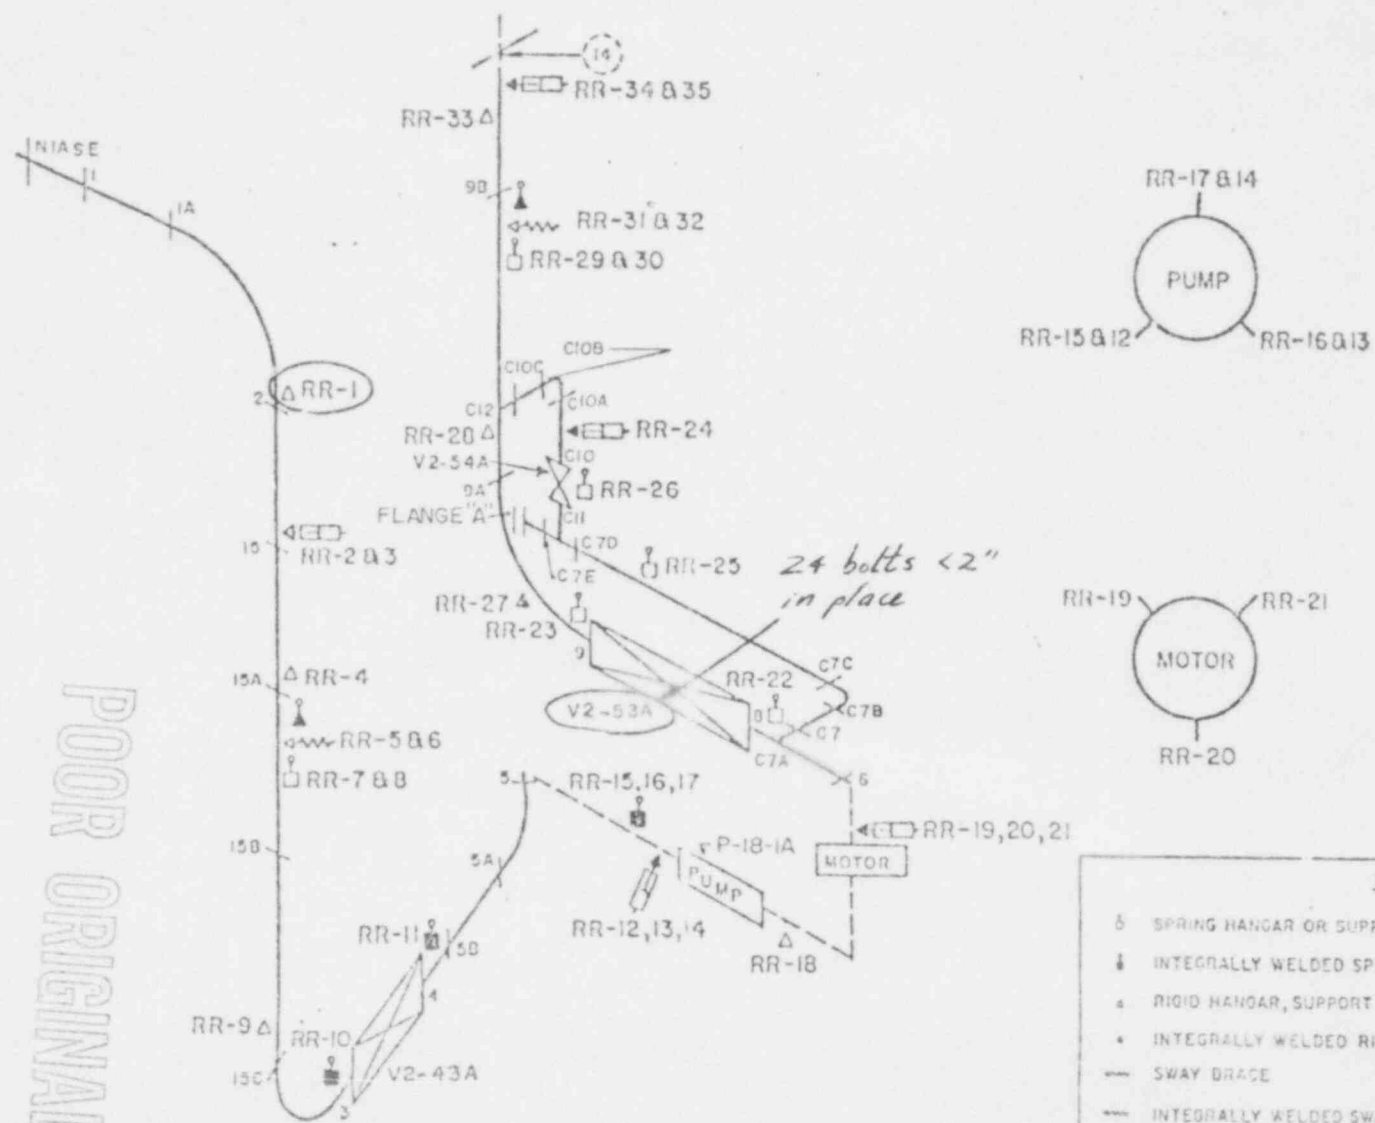 14
RR-34 & 35
RR-33
N1A SE
1
1A
9B
RR-31 & 32
RR-29 & 30
RR-17 & 14
PUMP
RR-15 & 12
RR-16 & 13
C10B
C10C
C10A
C12
2
RR-1
RR-28
RR-24
V2-54A
C10
9A
RR-26
FLANGE "A"
C11
C7D
15
RR-2 & 3
C7E
RR-25
24 bolts <2"
in place
RR-27
RR-23
9
RR-19
RR-21
MOTOR
RR-20
15A
RR-4
C7C
RR-22
C7B
V2-53A
8
C7
C7A
RR-5 & 6
RR-7 & 8
5
RR-15,16,17
6
RR-19,20,21
15B
5A
P-18-1A
PUMP
MOTOR
RR-12,13,14
RR-11
5B
RR-18
4
RR-9
RR-10
15C
V2-43A
3
SPRING HANGAR OR SUPP
INTEGRALLY WELDED SP
RIGID HANGAR, SUPPORT
INTEGRALLY WELDED RI
SWAY BRACE
INTEGRALLY WELDED SW
POOR ORIGINAL